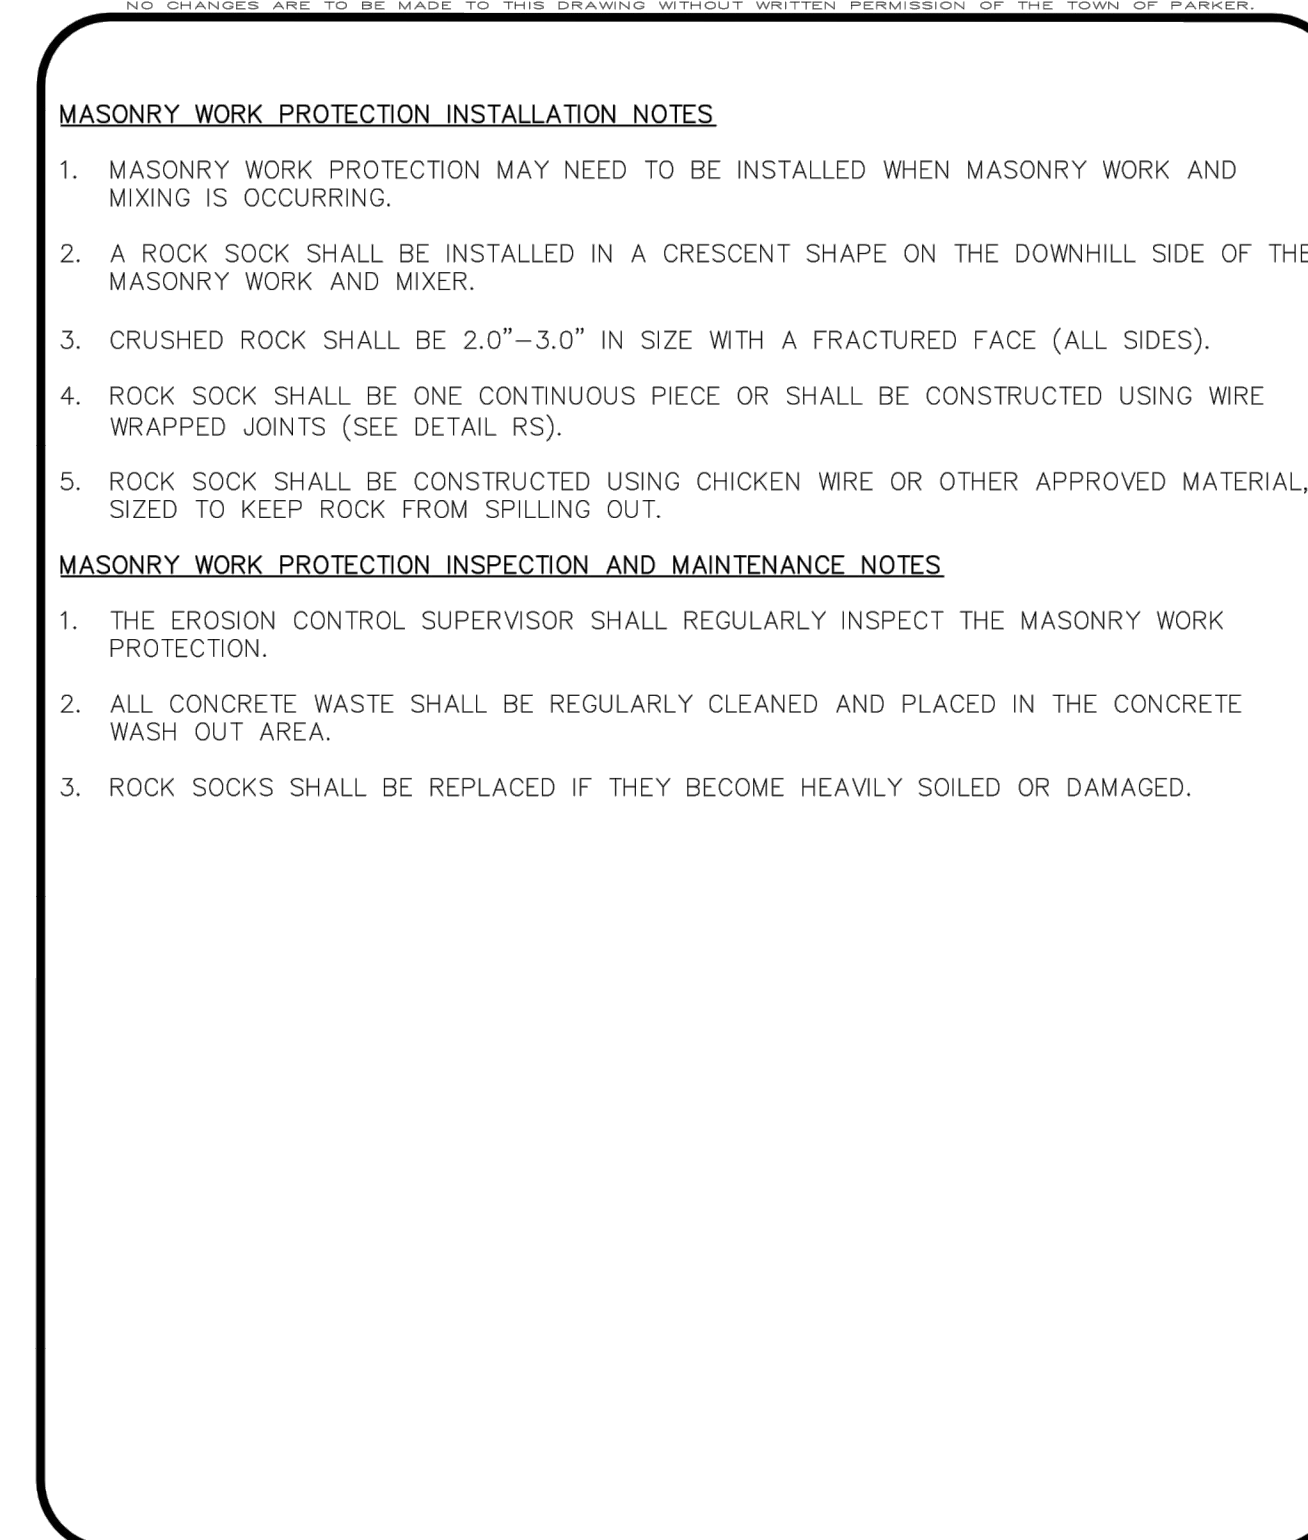 NO CHANGES ARE TO BE MADE TO THIS DRAWING WITHOUT WRITTEN PERMISSION OF THE TOWN OF PARKER.
MASONRY WORK PROTECTION INSTALLATION NOTES
1. MASONRY WORK PROTECTION MAY NEED TO BE INSTALLED WHEN MASONRY WORK AND
MIXING IS OCCURRING.
2. A ROCK SOCK SHALL BE INSTALLED IN A CRESCENT SHAPE ON THE DOWNHILL SIDE OF THE
MASONRY WORK AND MIXER.
3. CRUSHED ROCK SHALL BE 2.0"–3.0" IN SIZE WITH A FRACTURED FACE (ALL SIDES).
4. ROCK SOCK SHALL BE ONE CONTINUOUS PIECE OR SHALL BE CONSTRUCTED USING WIRE
WRAPPED JOINTS (SEE DETAIL RS).
5. ROCK SOCK SHALL BE CONSTRUCTED USING CHICKEN WIRE OR OTHER APPROVED MATERIAL,
SIZED TO KEEP ROCK FROM SPILLING OUT.
MASONRY WORK PROTECTION INSPECTION AND MAINTENANCE NOTES
1. THE EROSION CONTROL SUPERVISOR SHALL REGULARLY INSPECT THE MASONRY WORK
PROTECTION.
2. ALL CONCRETE WASTE SHALL BE REGULARLY CLEANED AND PLACED IN THE CONCRETE
WASH OUT AREA.
3. ROCK SOCKS SHALL BE REPLACED IF THEY BECOME HEAVILY SOILED OR DAMAGED.